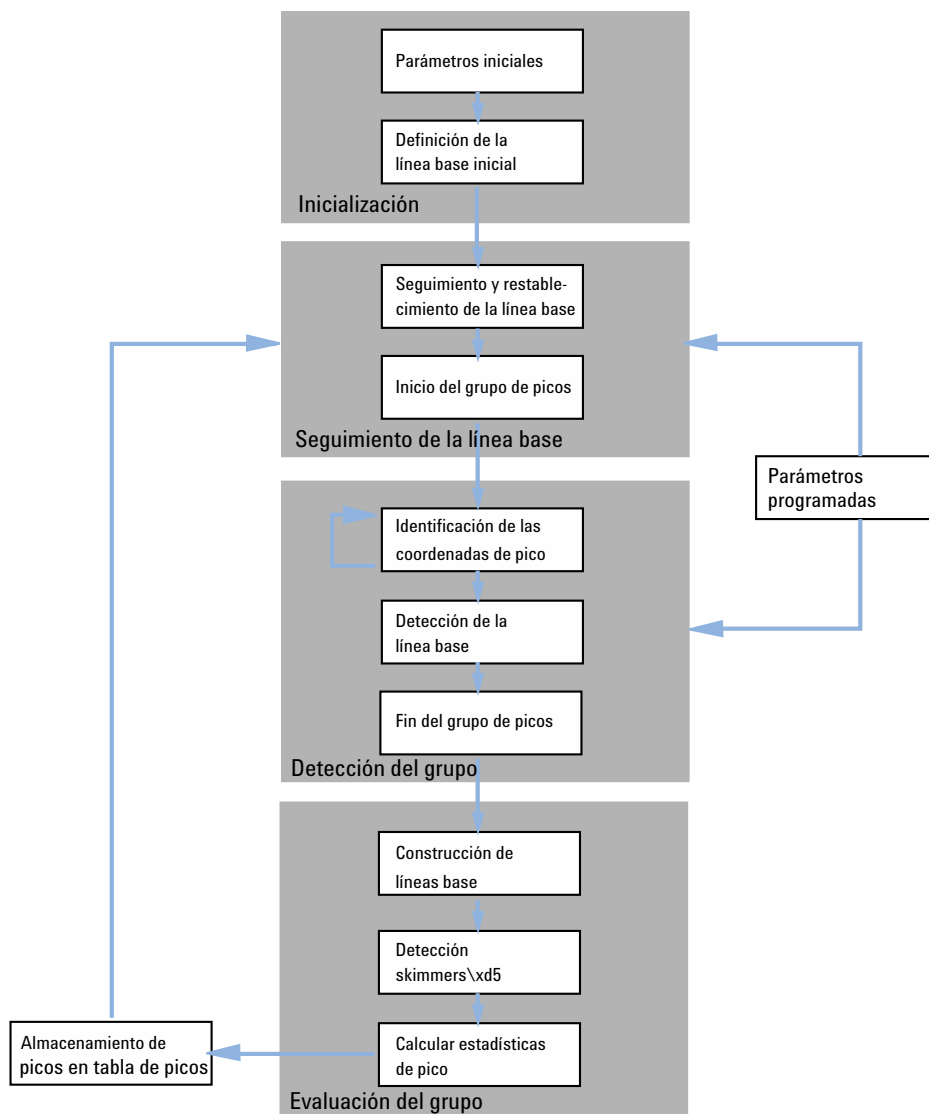 Parámetros iniciales
Definición de la
línea base inicial
Inicialización
Seguimiento y restable-
cimiento de la línea base
Inicio del grupo de picos
Seguimiento de la línea base
Parámetros
programadas
Identificación de las
coordenadas de pico
Detección de la
línea base
Fin del grupo de picos
Detección del grupo
Construcción de
líneas base
Detección
skimmers\xd5
Calcular estadísticas
de pico
Almacenamiento de
picos en tabla de picos
Evaluación del grupo